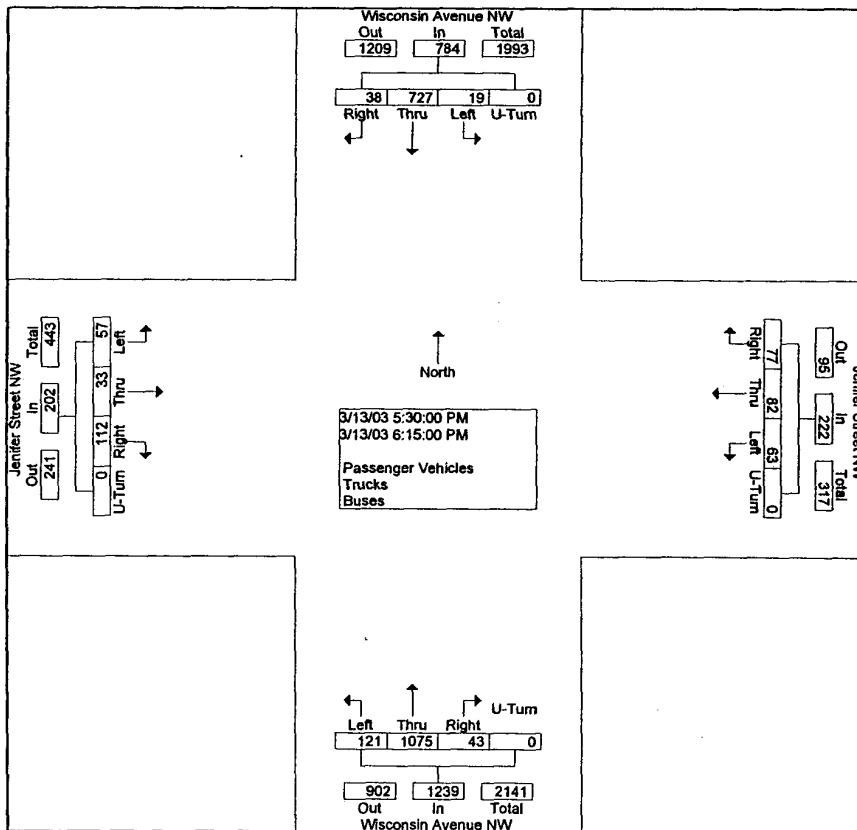 Wisconsin Avenue NW
Out In Total
1209 784 1993
38 727 19 0
Right Thru Left U-Turn
Jenifer Street NW
Total In Out
443 202 241
57 33 112 0
Left Thru Right U-Turn
North
3/13/03 5:30:00 PM
3/13/03 6:15:00 PM
Passenger Vehicles
Trucks
Buses
Right Thru Left U-Turn
77 82 63 0
95 222 317
Out In Total
Street NW
Left Thru Right U-Turn
121 1075 43 0
902 1239 2141
Out In Total
Wisconsin Avenue NW